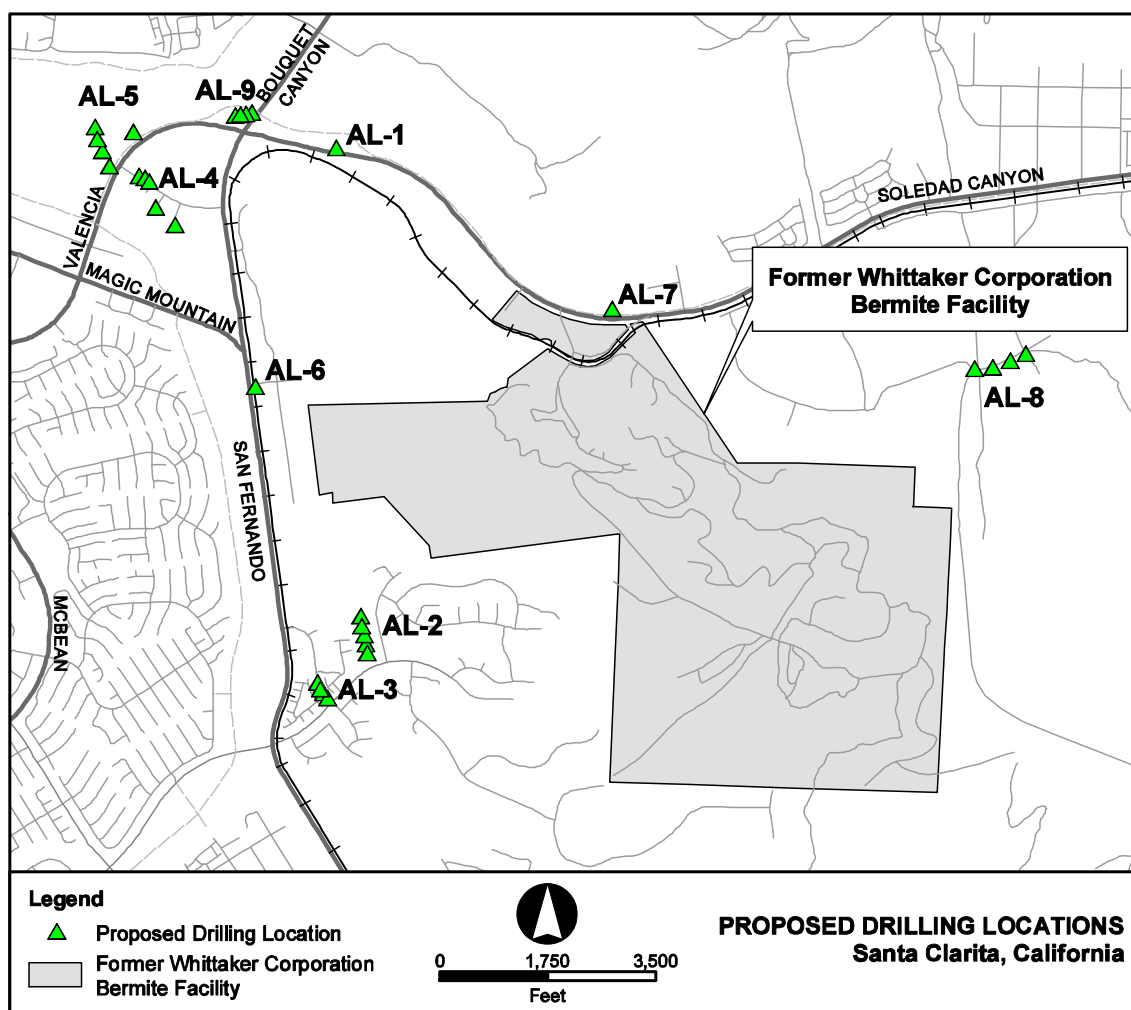 BOUQUET
CANYON
AL-9
AL-5
AL-1
AL-4
SOLEDAD CANYON
VALENCIA
MAGIC MOUNTAIN
Former Whittaker Corporation
Bermite Facility
AL-7
AL-6
AL-8
SAN FERNANDO
MCBEAN
AL-2
AL-3
Legend
Proposed Drilling Location
Former Whittaker Corporation
Bermite Facility
0 1,750 3,500
Feet
PROPOSED DRILLING LOCATIONS
Santa Clarita, California